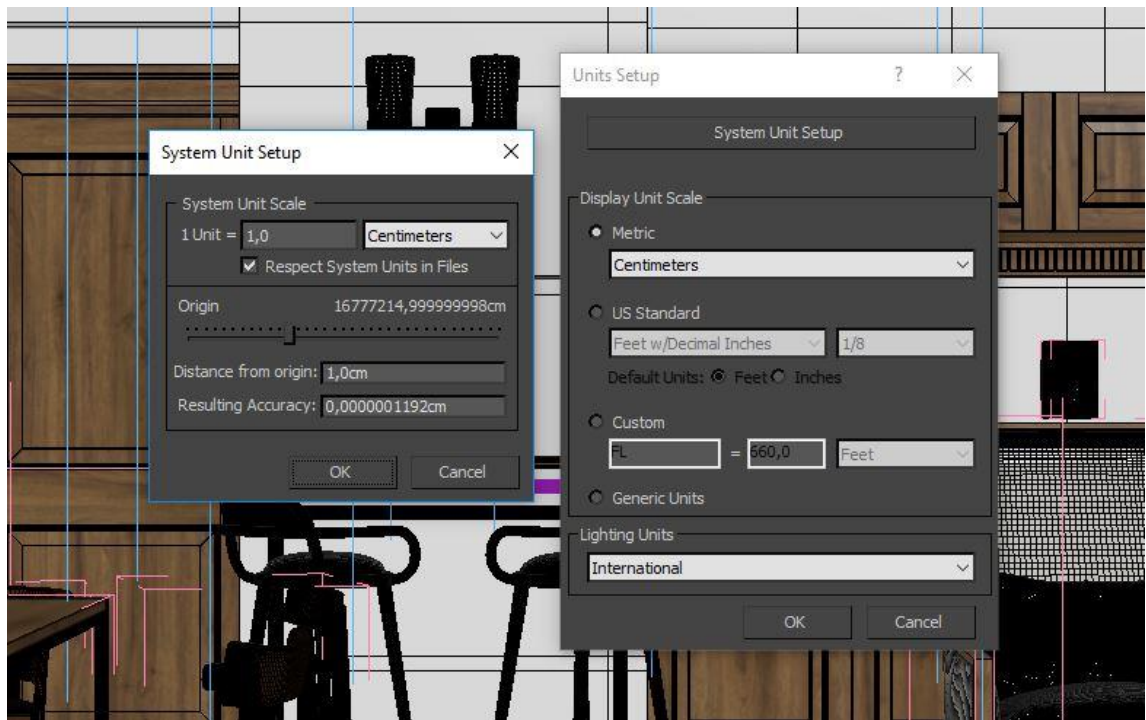 System Unit Setup
System Unit Scale
1 Unit = 1,0 Centimeters
Respect System Units in Files
Origin 16777214,999999998cm
Distance from origin: 1,0cm
Resulting Accuracy: 0,0000001192cm
OK Cancel
Units Setup ?
System Unit Setup
Display Unit Scale
Metric
Centimeters
US Standard
Feet w/Decimal Inches 1/8
Default Units: Feet Inches
Custom
FL = 660,0 Feet
Generic Units
Lighting Units
International
OK Cancel